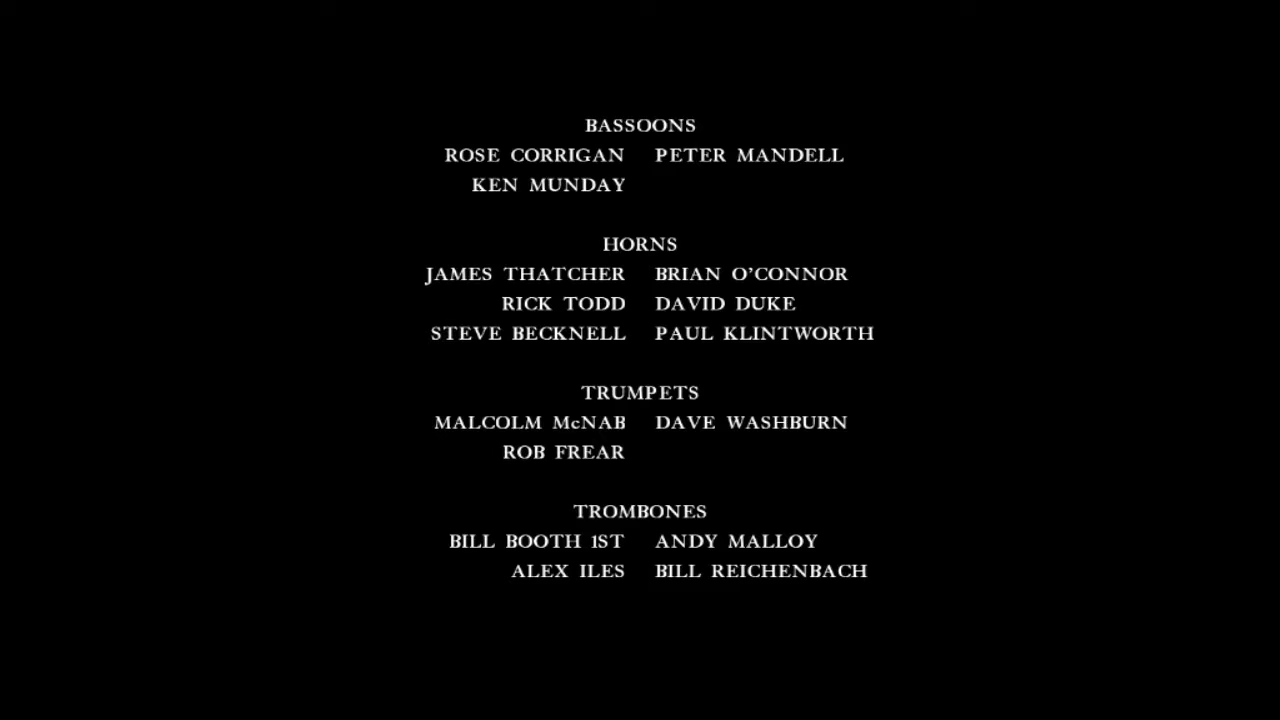 BASSOONS
ROSE CORRIGAN PETER MANDELL
KEN MUNDAY
HORNS
JAMES THATCHER BRIAN O'CONNOR
RICK TODD DAVID DUKE
STEVE BECKNELL PAUL KLINTWORTH
TRUMPETS
MALCOLM McNAB DAVE WASHBURN
ROB FREAR
TROMBONES
BILL BOOTH 1ST ANDY MALLOY
ALEX ILES BILL REICHENBACH